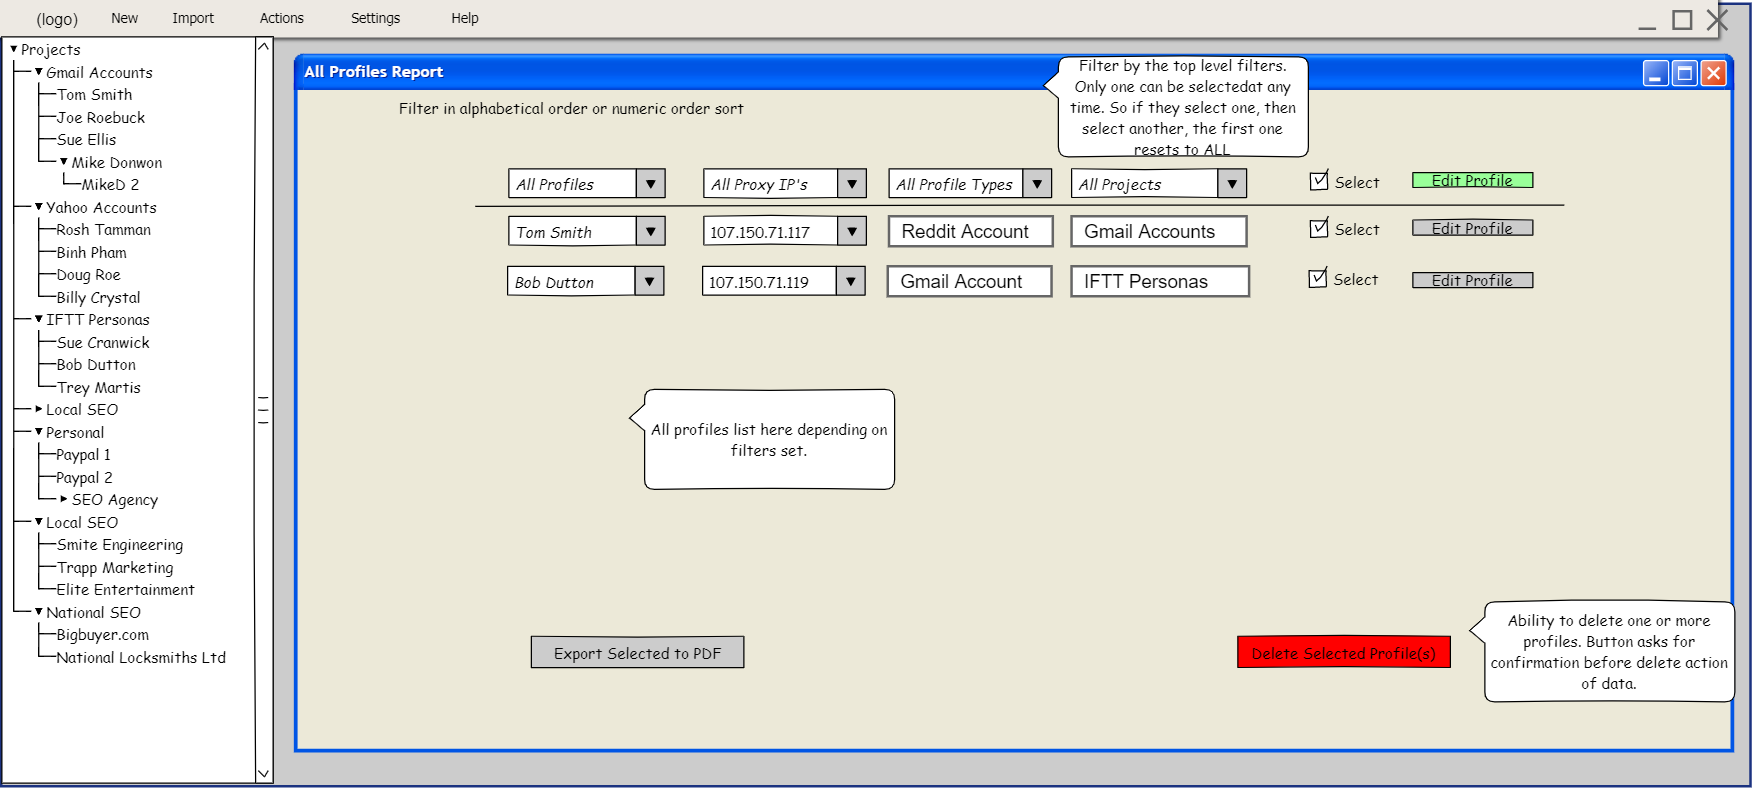 (logo) New Import Actions Settings Help
Projects
Gmail Accounts
Tom Smith
Joe Roebuck
Sue Ellis
Mike Donwon
MikeD 2
Yahoo Accounts
Rosh Tamman
Binh Pham
Doug Roe
Billy Crystal
IFTT Personas
Sue Cranwick
Bob Dutton
Trey Martis
Local SEO
Personal
Paypal 1
Paypal 2
SEO Agency
Local SEO
Smite Engineering
Trapp Marketing
Elite Entertainment
National SEO
Bigbuyer.com
National Locksmiths Ltd
All Profiles Report
Filter by the top level filters.
Only one can be selectedat any
time. So if they select one, then
select another, the first one
resets to ALL
Filter in alphabetical order or numeric order sort
All Profiles All Proxy IP's All Profile Types All Projects Select Edit Profile
Tom Smith 107.150.71.117 Reddit Account Gmail Accounts Select Edit Profile
Bob Dutton 107.150.71.119 Gmail Account IFTT Personas Select Edit Profile
All profiles list here depending on
filters set.
Export Selected to PDF
Delete Selected Profile(s)
Ability to delete one or more
profiles. Button asks for
confirmation before delete action
of data.